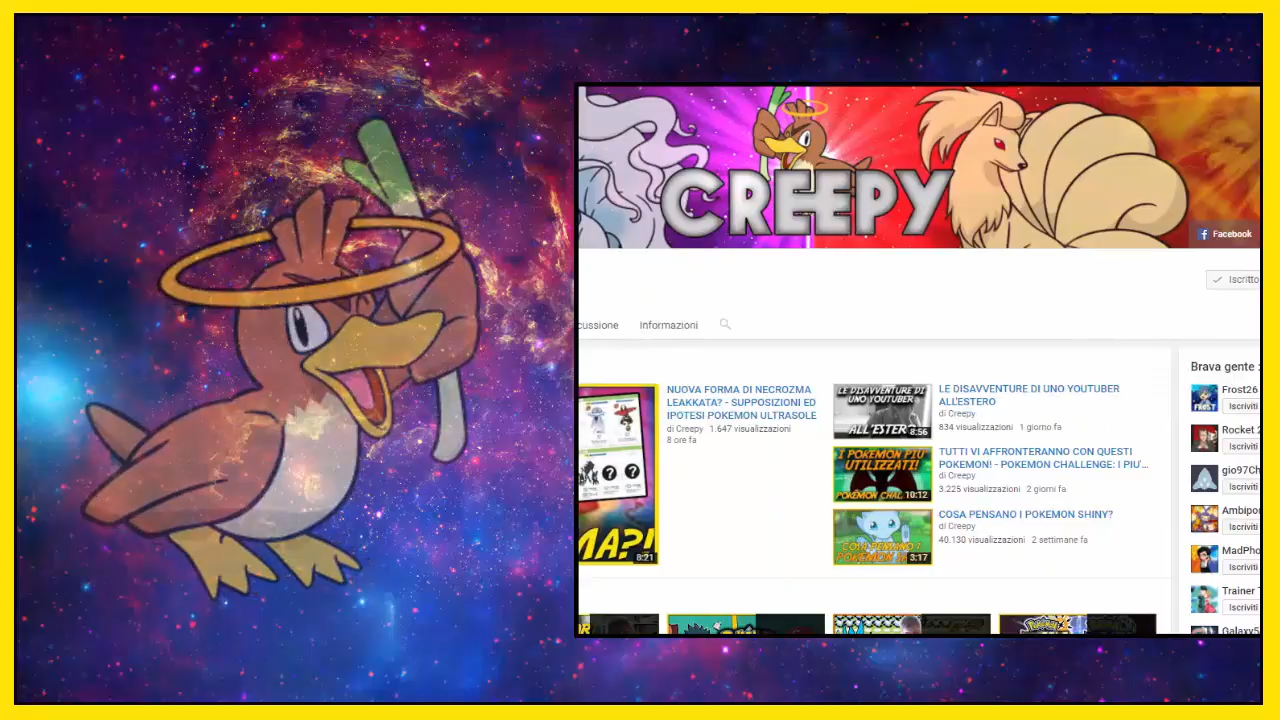 CREEPY
Facebook
Iscritto
cussione Informazioni
Brava gente :
NUOVA FORMA DI NECROZMA
LEAKKATA? - SUPPOSIZIONI ED
IPOTESI POKEMON ULTRASOLE
di Creepy 1.647 visualizzazioni
8 ore fa
MA?!
8:21
LE DISAVVENTURE DI
UNO YOUTUBER
ALL'ESTER
8:56
LE DISAVVENTURE DI UNO YOUTUBER
ALL'ESTERO
di Creepy
834 visualizzazioni 1 giorno fa
I POKEMON PIU'
UTILIZZATI!
POKEMON CHAL
10:12
TUTTI VI AFFRONTERANNO CON QUESTI
POKEMON! - POKEMON CHALLENGE: I PIU'...
di Creepy
3.225 visualizzazioni 2 giorni fa
COSA PENSANO I
POKEMON
3:17
COSA PENSANO I POKEMON SHINY?
di Creepy
40.130 visualizzazioni 2 settimane fa
Frost26
Iscriviti
Rocket 2
Iscriviti
gio97Ch
Iscriviti
Ambipor
Iscriviti
MadPho
Iscriviti
Trainer T
Iscriviti
Galaxy5